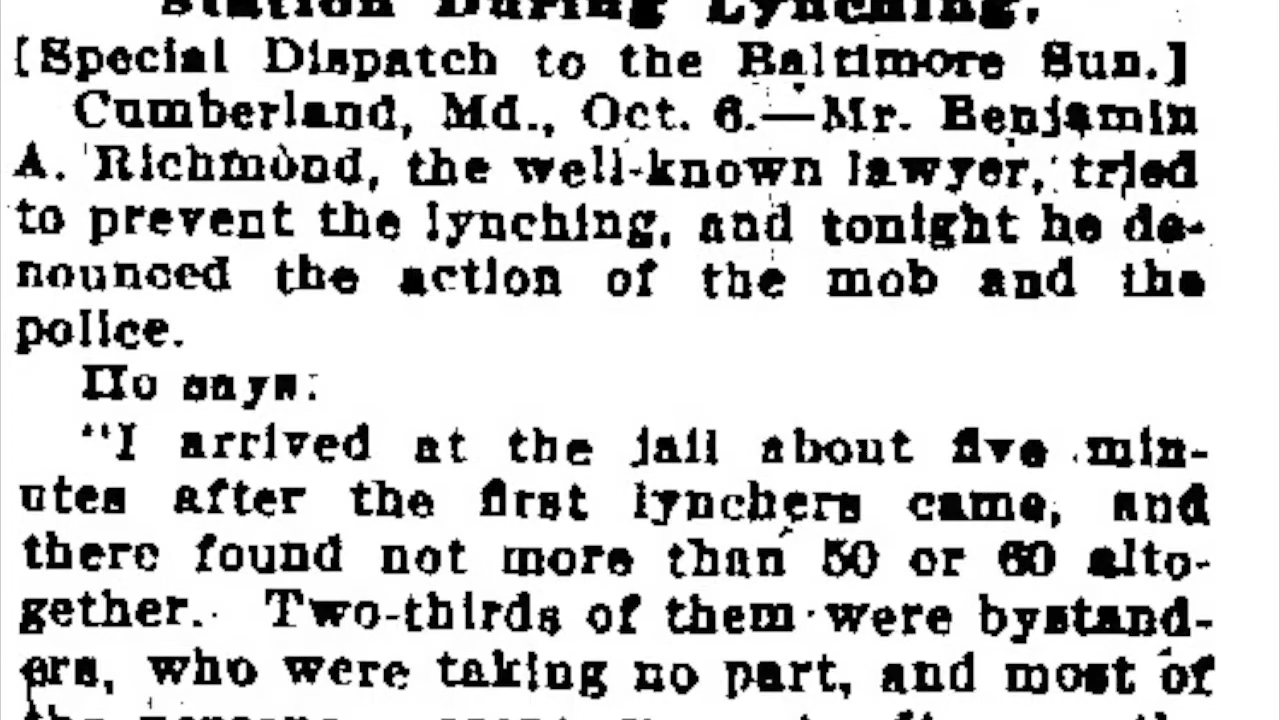 Station During Lynching.
[Special Dispatch to the Baltimore Sun.]
Cumberland, Md., Oct. 6.—Mr. Benjamin
A. Richmond, the well-known lawyer, tried
to prevent the lynching, and tonight he de-
nounced the action of the mob and the
police.
He says:
"I arrived at the jail about five min-
utes after the first lynchers came, and
there found not more than 50 or 60 alto-
gether. Two-thirds of them were bystand-
ers, who were taking no part, and most of
the